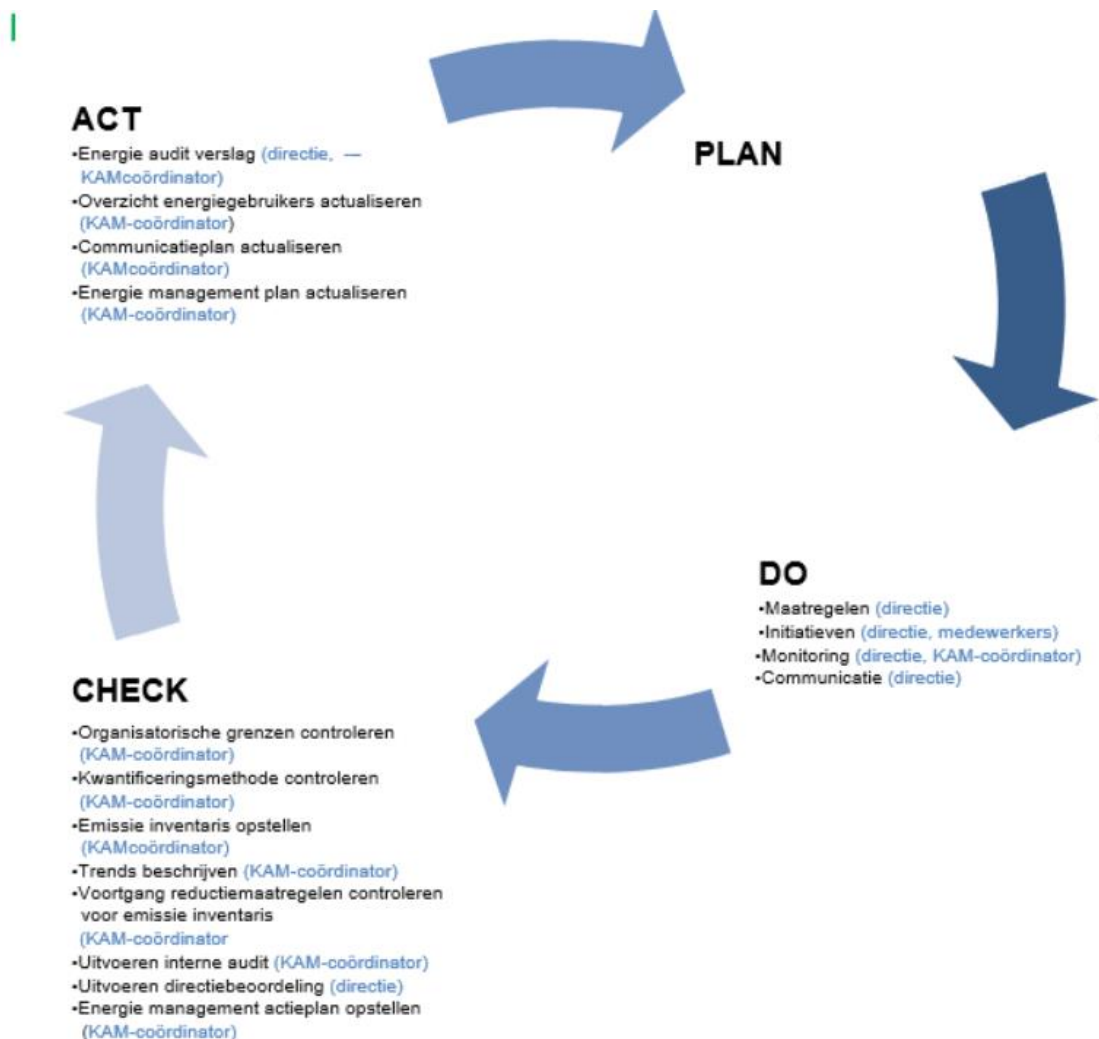 ACT
•Energie audit verslag (directie, —
KAMcoördinator)
•Overzicht energiegebruikers actualiseren
(KAM-coördinator)
•Communicatieplan actualiseren
(KAMcoördinator)
•Energie management plan actualiseren
(KAM-coördinator)
PLAN
DO
•Maatregelen (directie)
•Initiatieven (directie, medewerkers)
•Monitoring (directie, KAM-coördinator)
•Communicatie (directie)
CHECK
•Organisatorische grenzen controleren
(KAM-coördinator)
•Kwantificeringsmethode controleren
(KAM-coördinator)
•Emissie inventaris opstellen
(KAMcoördinator)
•Trends beschrijven (KAM-coördinator)
•Voortgang reductiemaatregelen controleren
voor emissie inventaris
(KAM-coördinator
•Uitvoeren interne audit (KAM-coördinator)
•Uitvoeren directiebeoordeling (directie)
•Energie management actieplan opstellen
(KAM-coördinator)